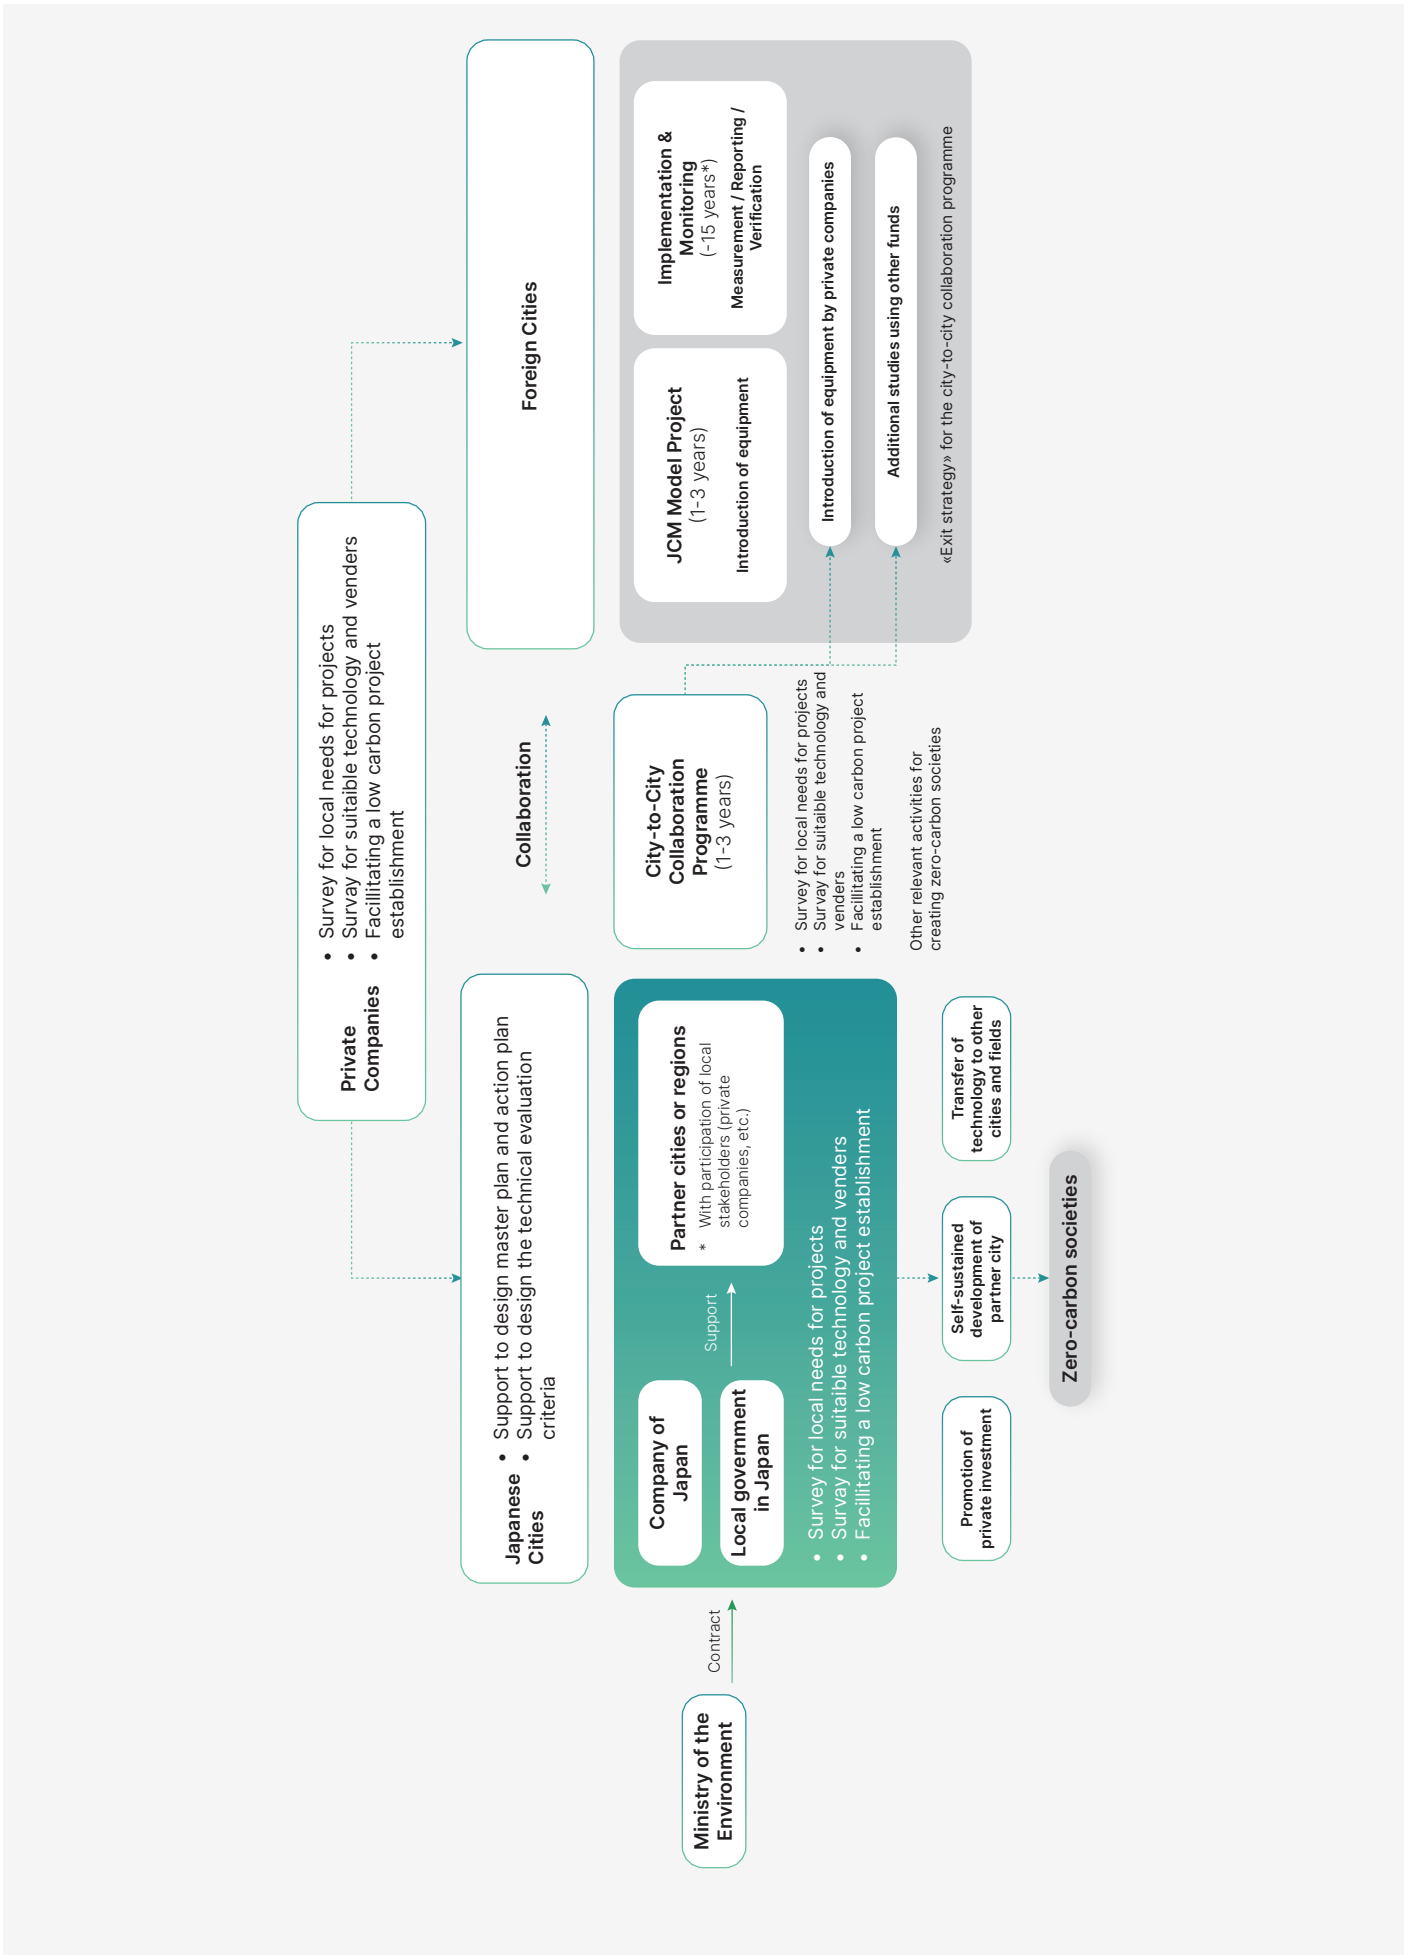 Private
Companies
• Survey for local needs for projects
• Survay for suitaible technology and venders
• Facillitating a low carbon project
establishment
Japanese
Cities
• Support to design master plan and action plan
• Support to design the technical evaluation
criteria
Collaboration
Foreign Cities
Ministry of the
Environment
Contract
Company of
Japan
Local government
in Japan
Support
Partner cities or regions
* With participation of local
stakeholders (private
companies, etc.)
• Survey for local needs for projects
• Survay for suitaible technology and venders
• Facillitating a low carbon project establishment
City-to-City
Collaboration
Programme
(1-3 years)
• Survey for local needs for projects
• Survay for suitaible technology and
venders
• Facillitating a low carbon project
establishment
Other relevant activities for
creating zero-carbon societies
JCM Model Project
(1-3 years)
Introduction of equipment
Implementation &
Monitoring
(-15 years*)
Measurement / Reporting /
Verification
Introduction of equipment by private companies
Additional studies using other funds
«Exit strategy» for the city-to-city collaboration programme
Promotion of
private investment
Self-sustained
development of
partner city
Transfer of
technology to other
cities and fields
Zero-carbon societies